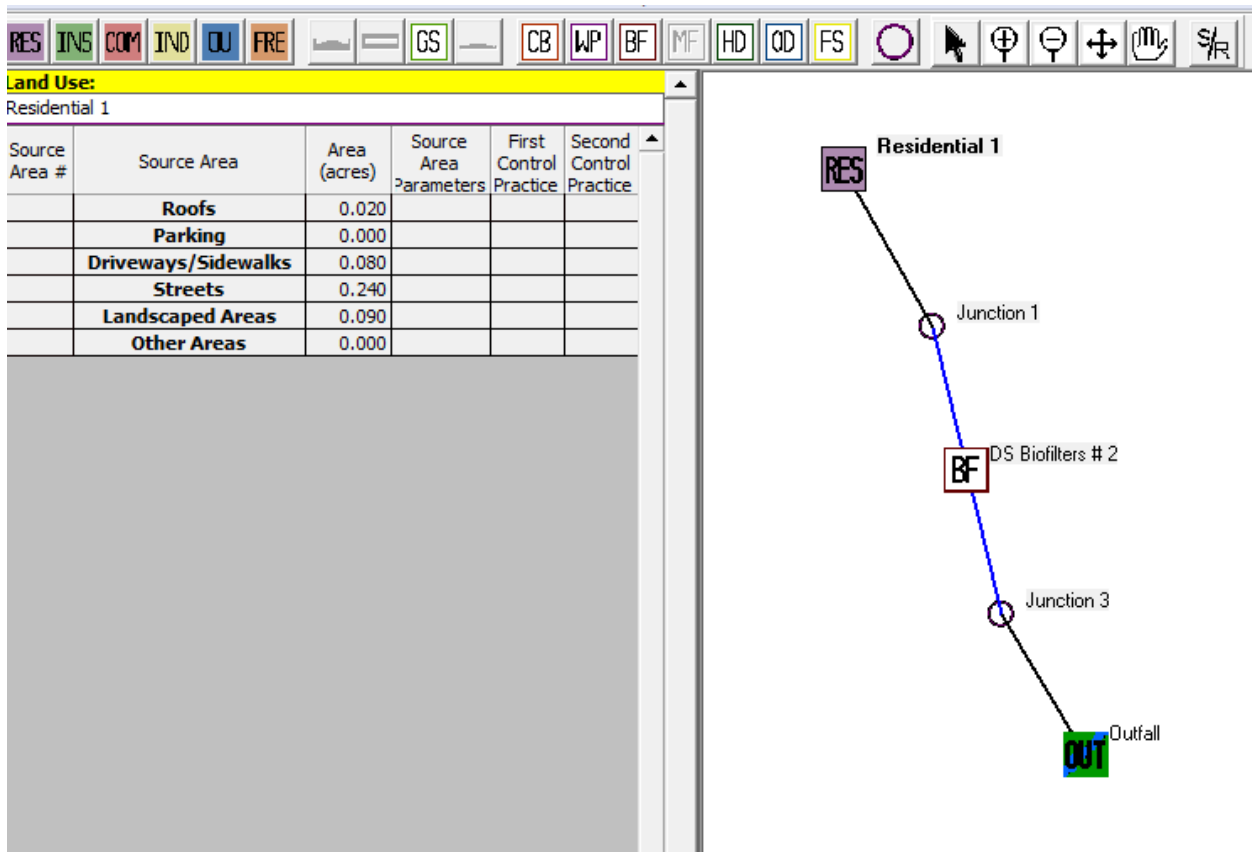 RES INS COM IND OU FRE GS CB WP BF MF HD OD FS S/R
Land Use:
Residential 1
Source Area # Source Area Area (acres) Source Area Parameters First Control Practice Second Control Practice
Roofs 0.020
Parking 0.000
Driveways/Sidewalks 0.080
Streets 0.240
Landscaped Areas 0.090
Other Areas 0.000
RES Residential 1
Junction 1
BF DS Biofilters # 2
Junction 3
OUT Outfall